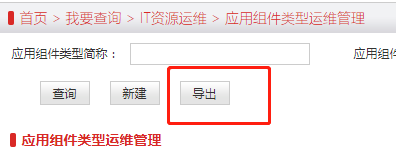 首页 > 我要查询 > IT资源运维 > 应用组件类型运维管理
应用组件类型简称： 应用组件
查询 新建 导出
应用组件类型运维管理